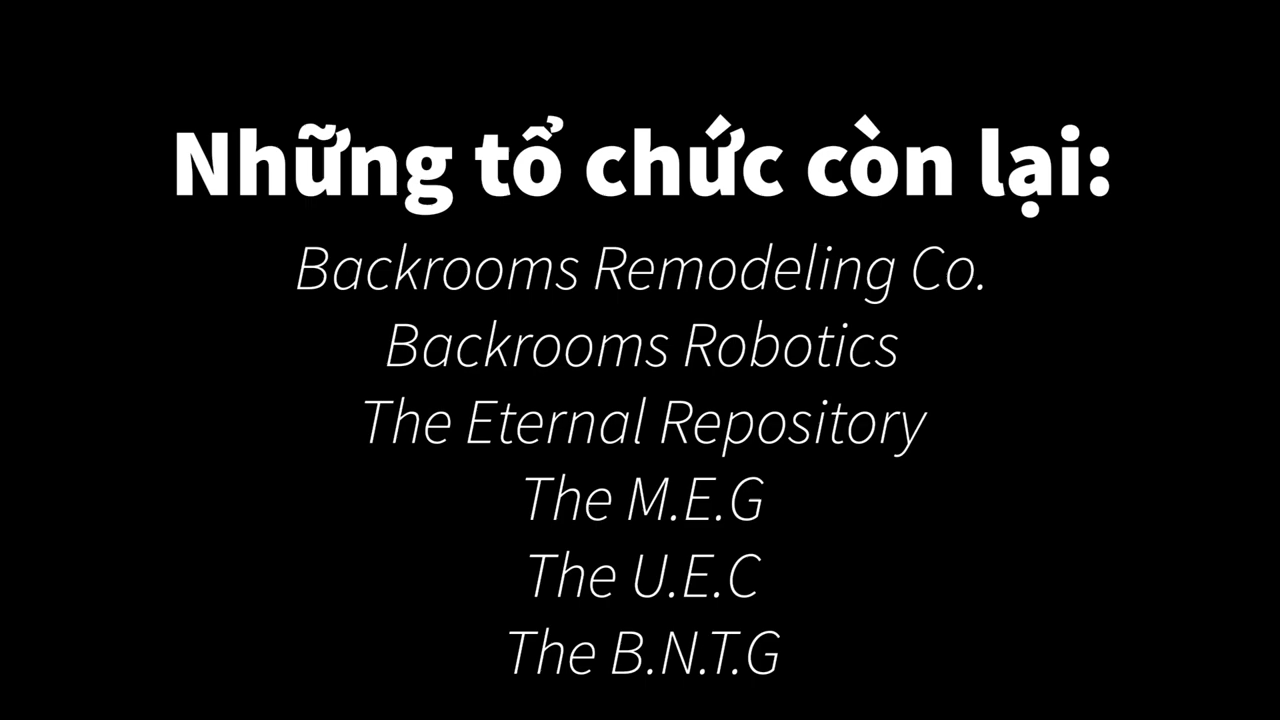 Những tổ chức còn lại:
Backrooms Remodeling Co.
Backrooms Robotics
The Eternal Repository
The M.E.G
The U.E.C
The B.N.T.G